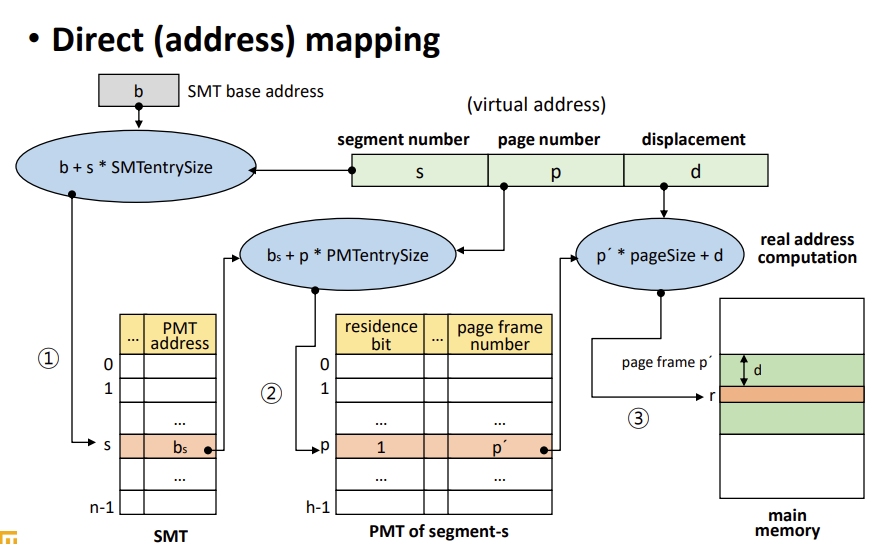 • Direct (address) mapping
b
SMT base address
(virtual address)
segment number
page number
displacement
s
p
d
b + s * SMTentrySize
bs + p * PMTentrySize
p´ * pageSize + d
real address
computation
①
...
PMT
address
0
1
...
s
bs
...
n-1
SMT
②
residence
bit
...
page frame
number
0
1
...
...
p
1
p´
...
...
h-1
PMT of segment-s
③
page frame p´
d
r
main
memory